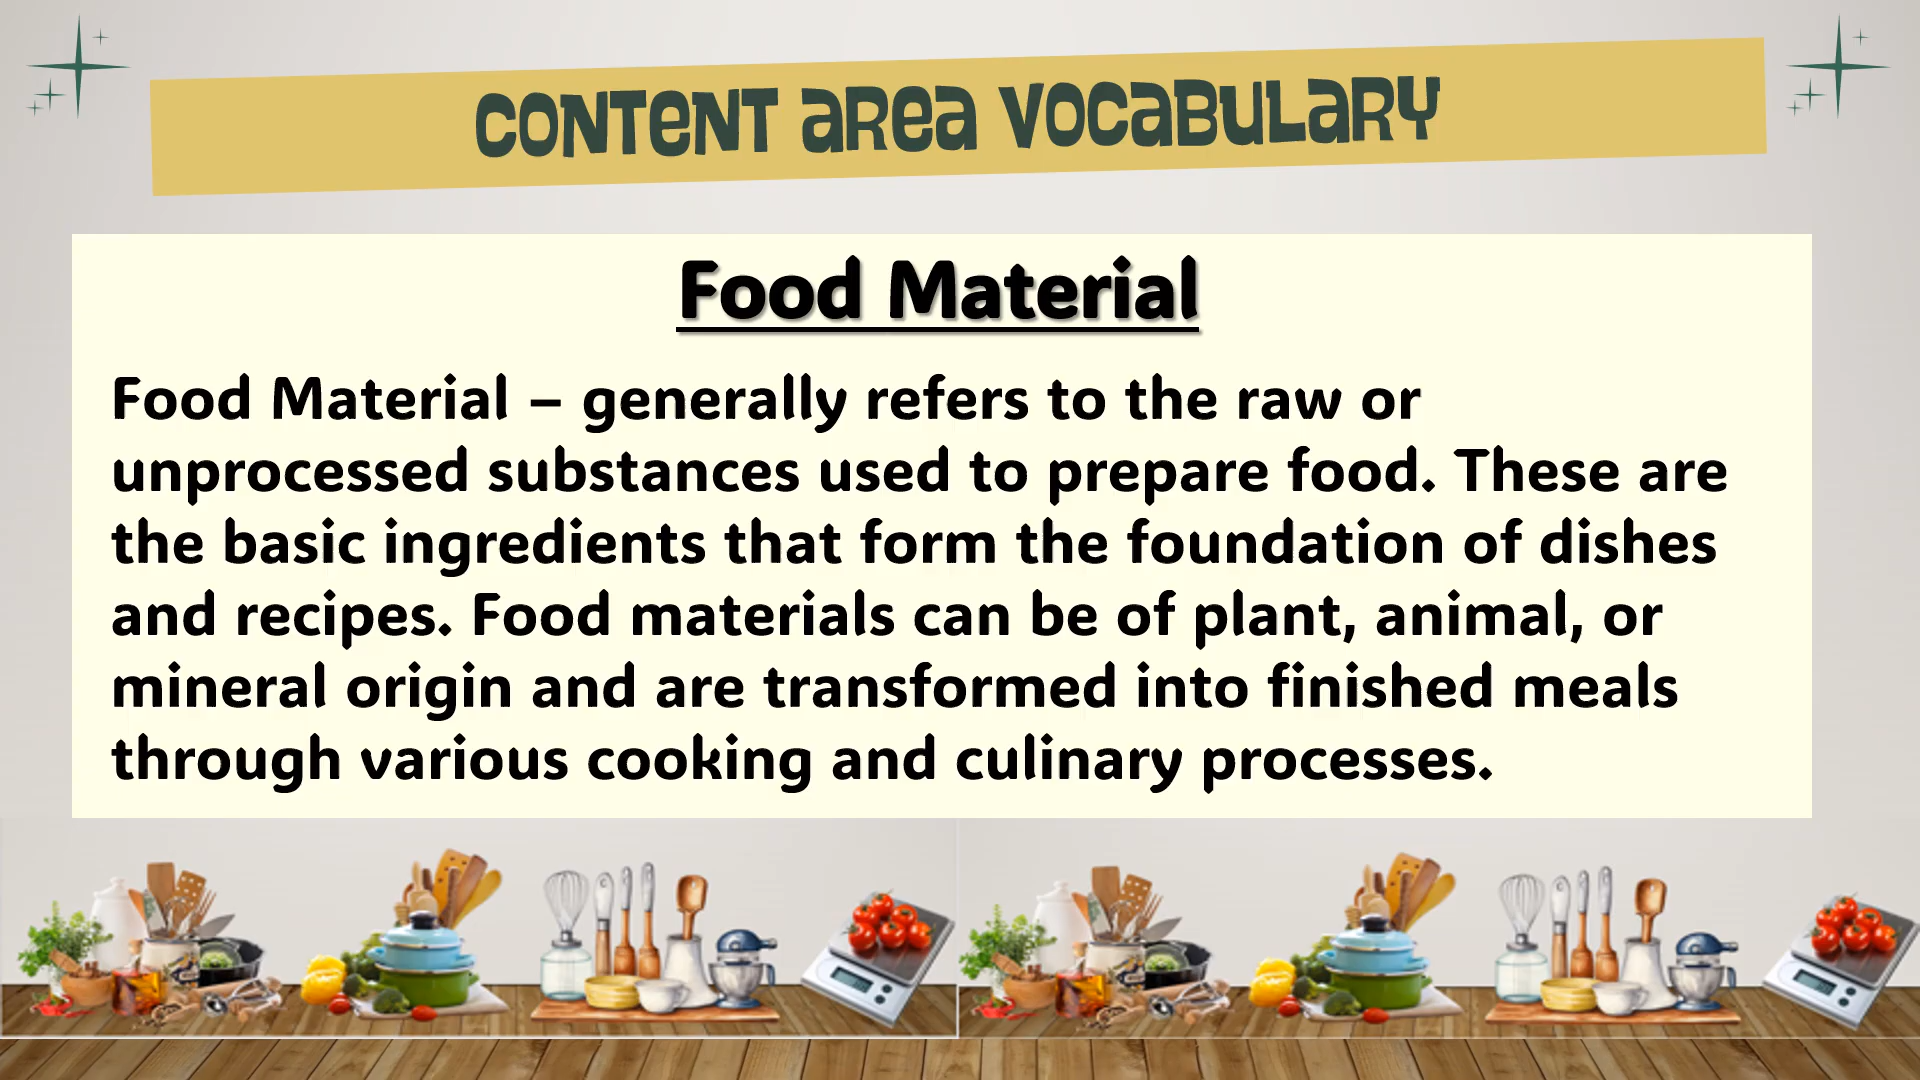 CONTENT AREA VOCABULARY
Food Material
Food Material – generally refers to the raw or
unprocessed substances used to prepare food. These are
the basic ingredients that form the foundation of dishes
and recipes. Food materials can be of plant, animal, or
mineral origin and are transformed into finished meals
through various cooking and culinary processes.